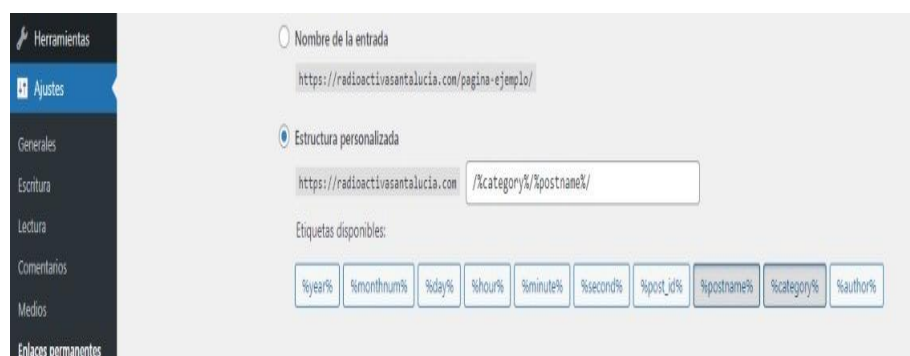 Herramientas
Ajustes
Generales
Escritura
Lectura
Comentarios
Medios
Enlaces permanentes
Nombre de la entrada
https://radioactivasantalucia.com/pagina-ejemplo/
Estructura personalizada
https://radioactivasantalucia.com /%category%/%postname%/
Etiquetas disponibles:
%year% %monthnum% %day% %hour% %minute% %second% %post_id% %postname% %category% %author%